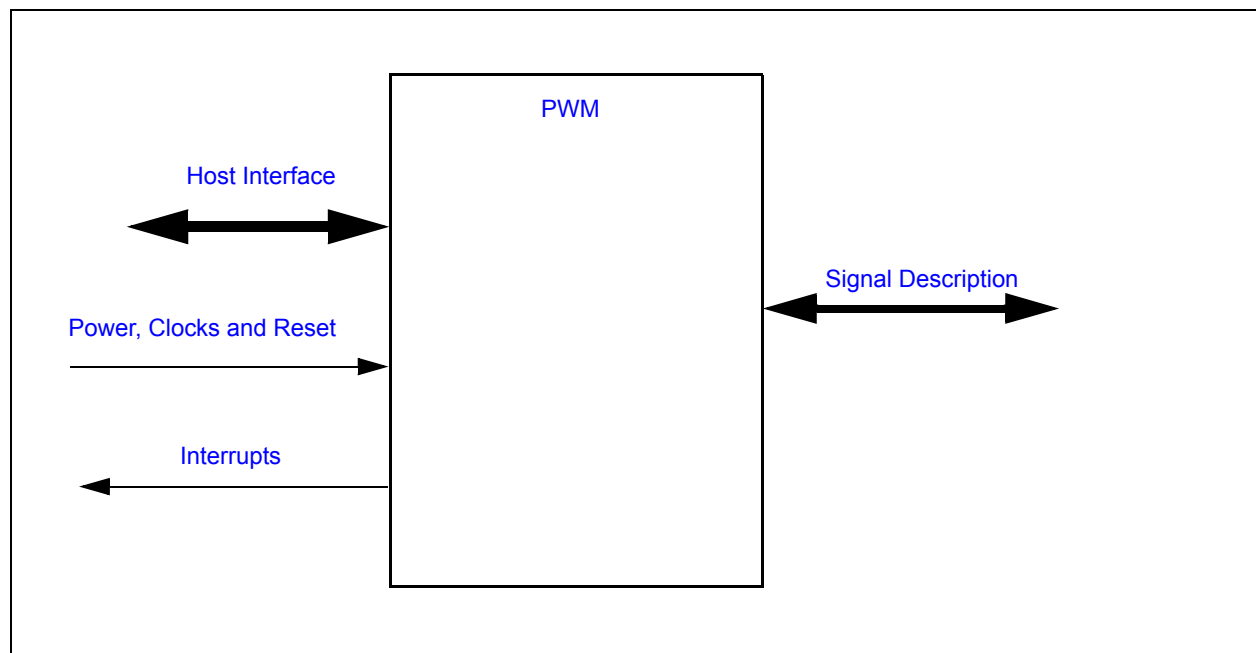 PWM
Host Interface
Signal Description
Power, Clocks and Reset
Interrupts